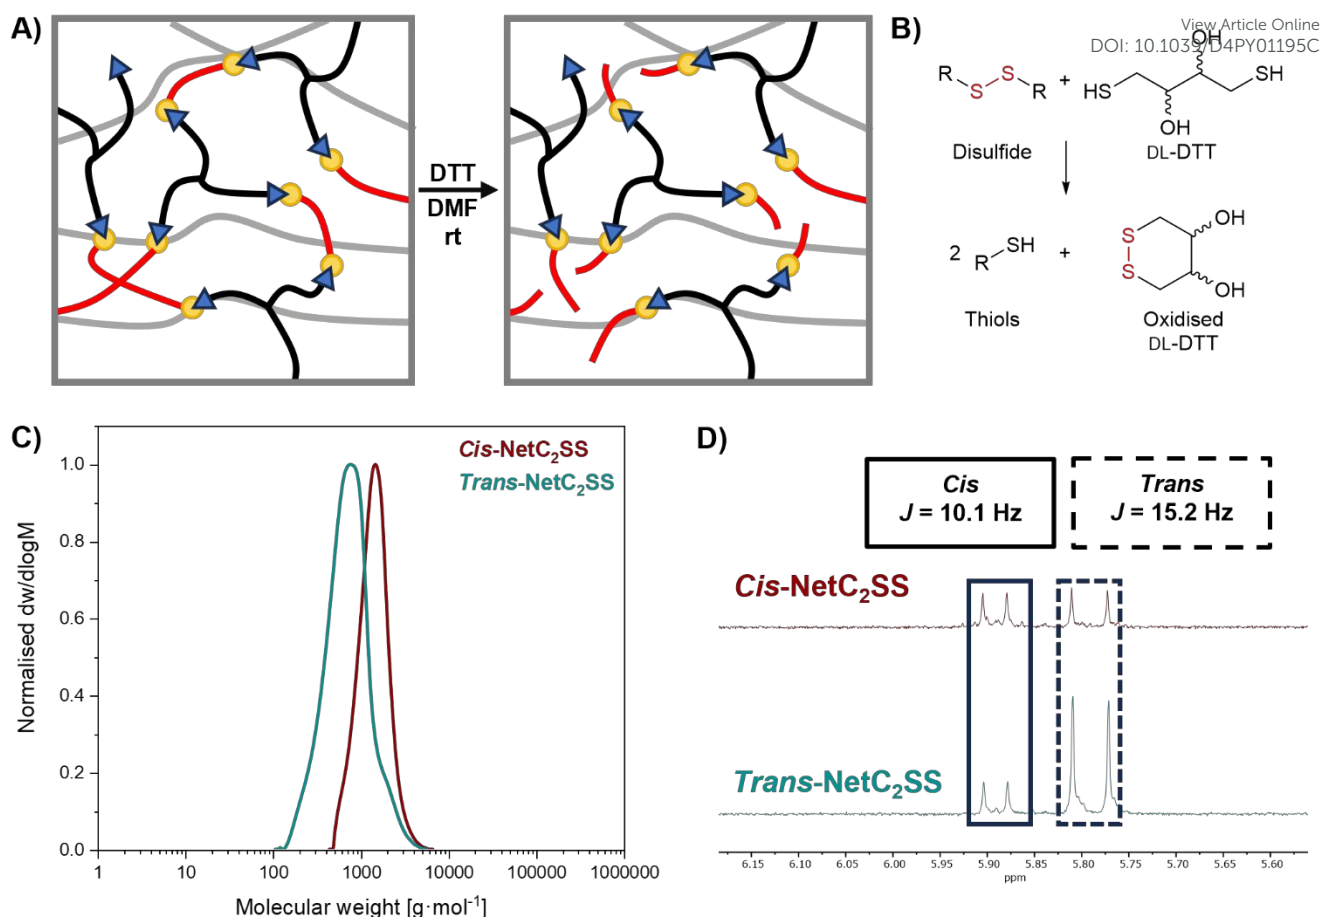 A)
DTT
DMF
rt
B)
View Article Online
DOI: 10.1039/D4PY01195C
R
S
S
R
+
HS
OH
OH
SH
Disulfide
DL-DTT
2
R
SH
+
S
S
OH
OH
Thiols
Oxidised
DL-DTT
C)
Cis-NetC₂SS
Trans-NetC₂SS
Normalised dw/dlogM
1.0
0.8
0.6
0.4
0.2
0.0
1
10
100
1000
10000
100000
1000000
Molecular weight [g·mol⁻¹]
D)
Cis
J = 10.1 Hz
Trans
J = 15.2 Hz
Cis-NetC₂SS
Trans-NetC₂SS
6.15
6.10
6.05
6.00
5.95
5.90
5.85
5.80
5.75
5.70
5.65
5.60
ppm